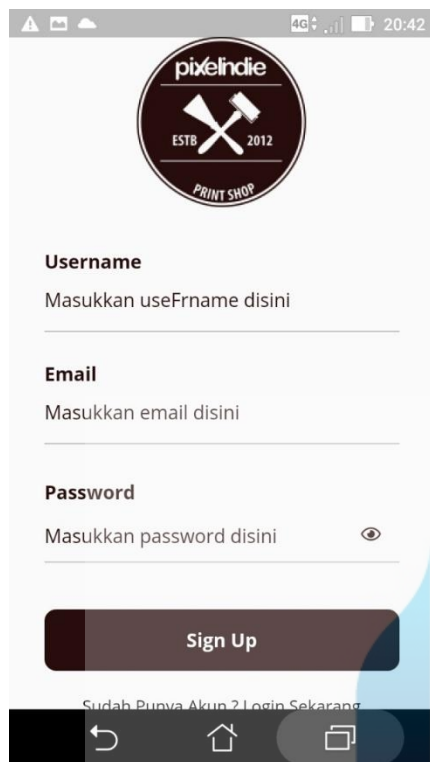 4G 20:42
pixelindie
ESTB 2012
PRINT SHOP
Username
Masukkan useFrname disini
Email
Masukkan email disini
Password
Masukkan password disini
Sign Up
Sudah Punya Akun ? Login Sekarang